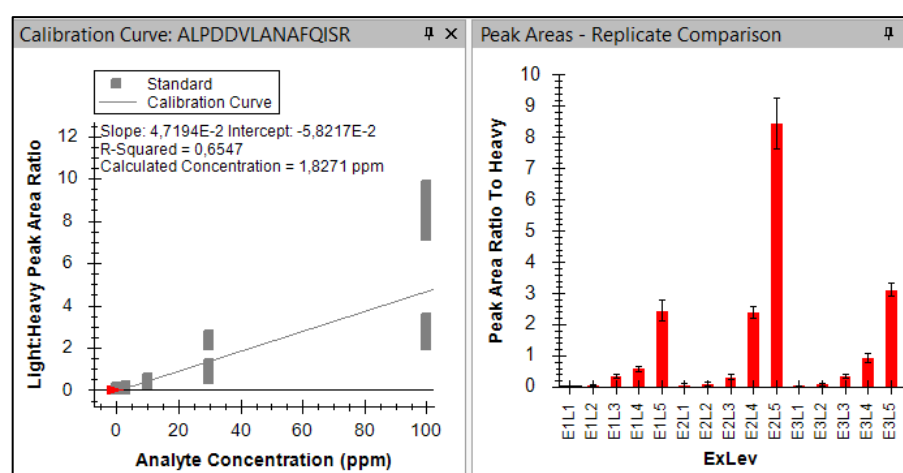 Calibration Curve: ALPDDVLANAFQISR
Standard
Calibration Curve
Slope: 4,7194E-2 Intercept: -5,8217E-2
R-Squared = 0,6547
Calculated Concentration = 1,8271 ppm
Light:Heavy Peak Area Ratio
12
10
8
6
4
2
0
0 20 40 60 80 100
Analyte Concentration (ppm)
Peak Areas - Replicate Comparison
Peak Area Ratio To Heavy
10
9
8
7
6
5
4
3
2
1
0
E1L1 E1L2 E1L3 E1L4 E1L5 E2L1 E2L2 E2L3 E2L4 E2L5 E3L1 E3L2 E3L3 E3L4 E3L5
ExLev